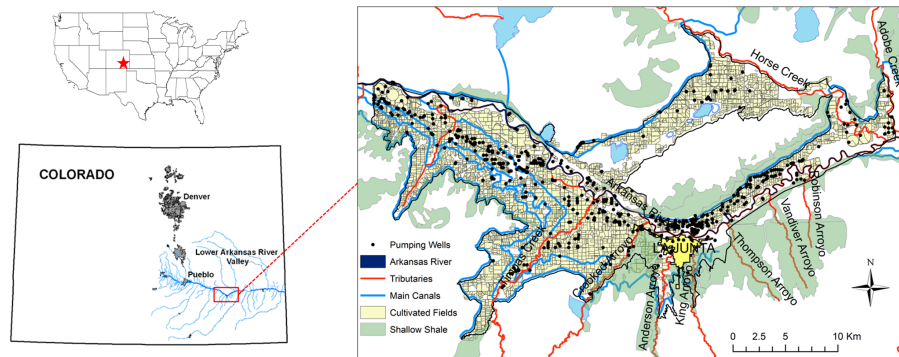 COLORADO
Denver
Lower Arkansas River
Valley
Pueblo
Pumping Wells
Arkansas River
Tributaries
Main Canals
Cultivated Fields
Shallow Shale
Horse Creek
Adobe Creek
Arkansas River
LA JUNTA
Timpas Creek
Crooked Arroyo
Anderson Arroyo
King Arroyo
Thompson Arroyo
Vandiver Arroyo
Robinson Arroyo
N
0 2.5 5 10 Km